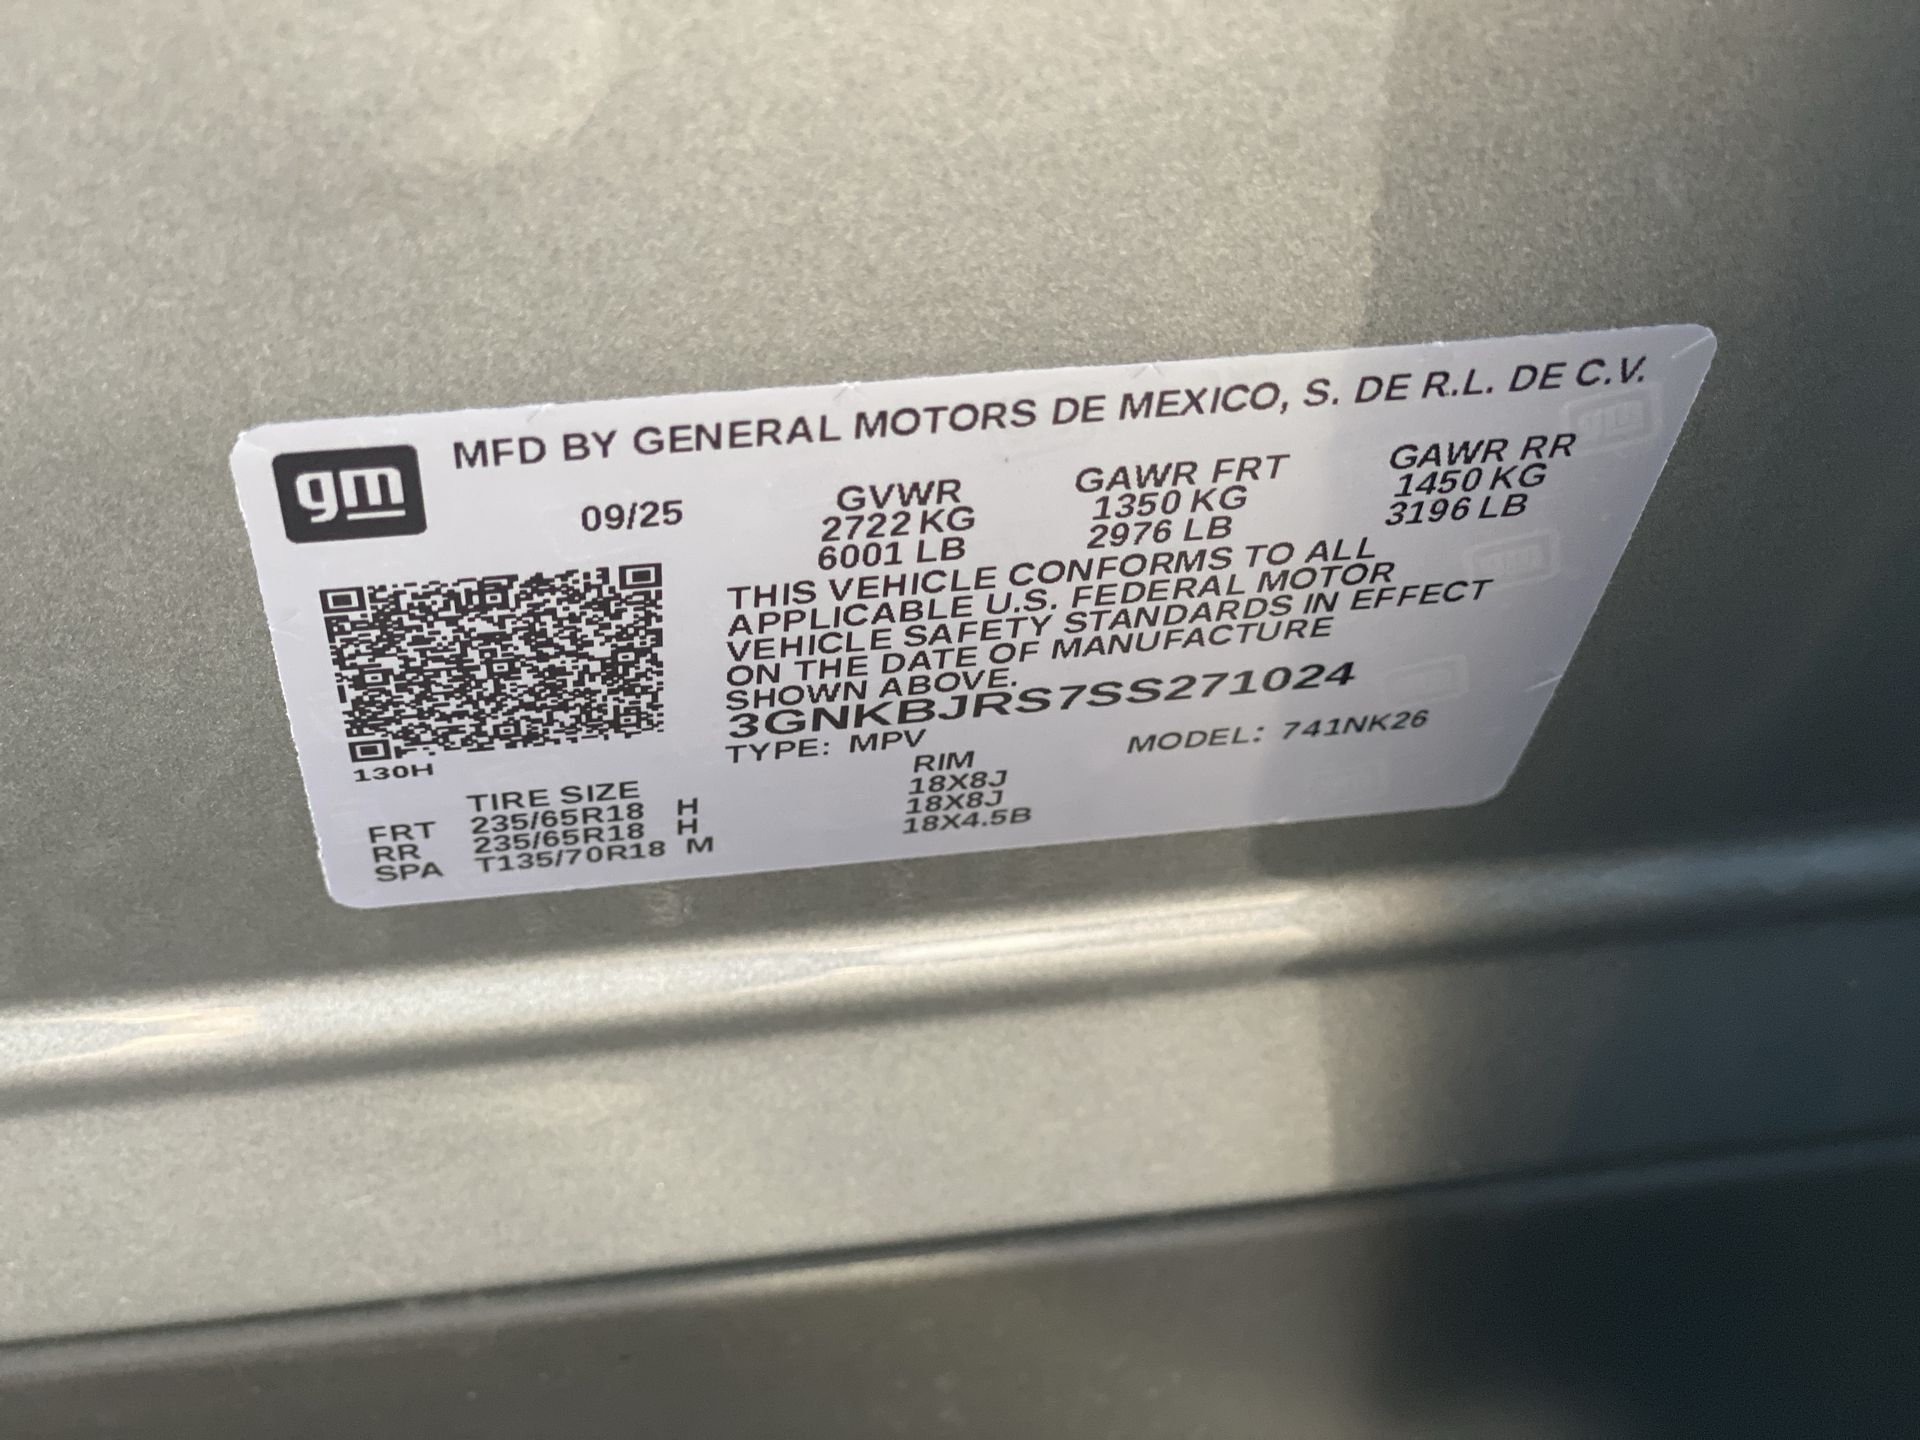 gm
MFD BY GENERAL MOTORS DE MEXICO, S. DE R.L. DE C.V.
09/25
GVWR GAWR FRT GAWR RR
2722 KG 1350 KG 1450 KG
6001 LB 2976 LB 3196 LB
THIS VEHICLE CONFORMS TO ALL
APPLICABLE U.S. FEDERAL MOTOR
VEHICLE SAFETY STANDARDS IN EFFECT
ON THE DATE OF MANUFACTURE
SHOWN ABOVE.
3GNKBJRS7SS271024
TYPE: MPV MODEL: 741NK26
130H
TIRE SIZE RIM
FRT 235/65R18 H 18X8J
RR 235/65R18 H 18X8J
SPA T135/70R18 M 18X4.5B